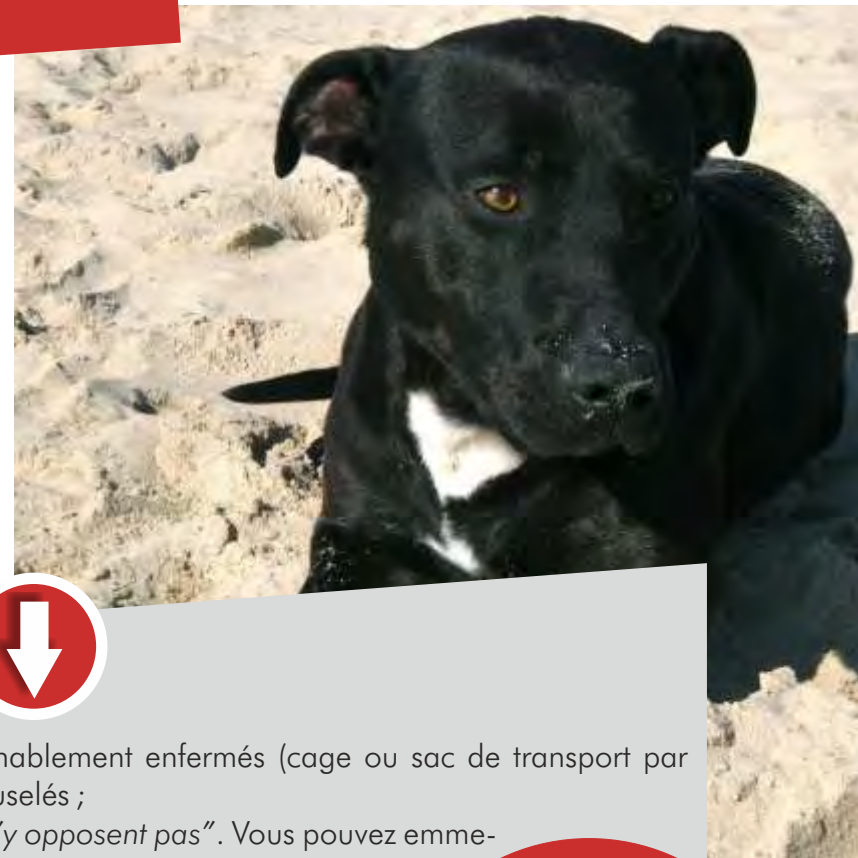 nablement enfermés (cage ou sac de transport par
uselés ;
'y opposent pas". Vous pouvez emme-